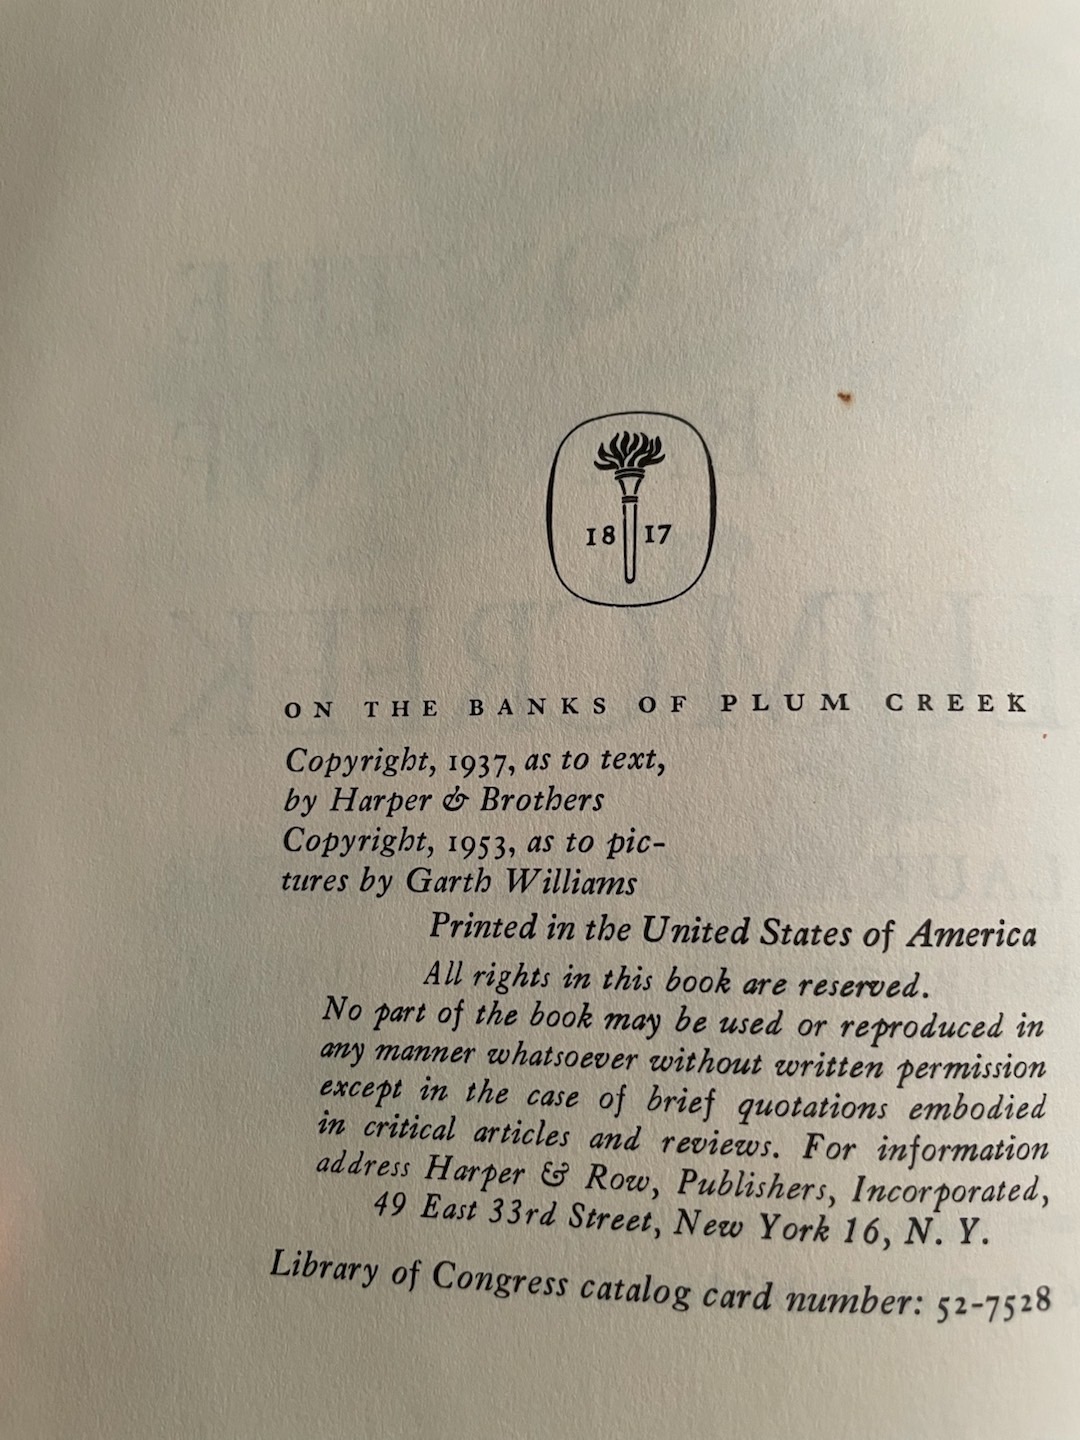 18 17
ON THE BANKS OF PLUM CREEK
Copyright, 1937, as to text,
by Harper & Brothers
Copyright, 1953, as to pic-
tures by Garth Williams
Printed in the United States of America
All rights in this book are reserved.
No part of the book may be used or reproduced in
any manner whatsoever without written permission
except in the case of brief quotations embodied
in critical articles and reviews. For information
address Harper & Row, Publishers, Incorporated,
49 East 33rd Street, New York 16, N. Y.
Library of Congress catalog card number: 52-7528